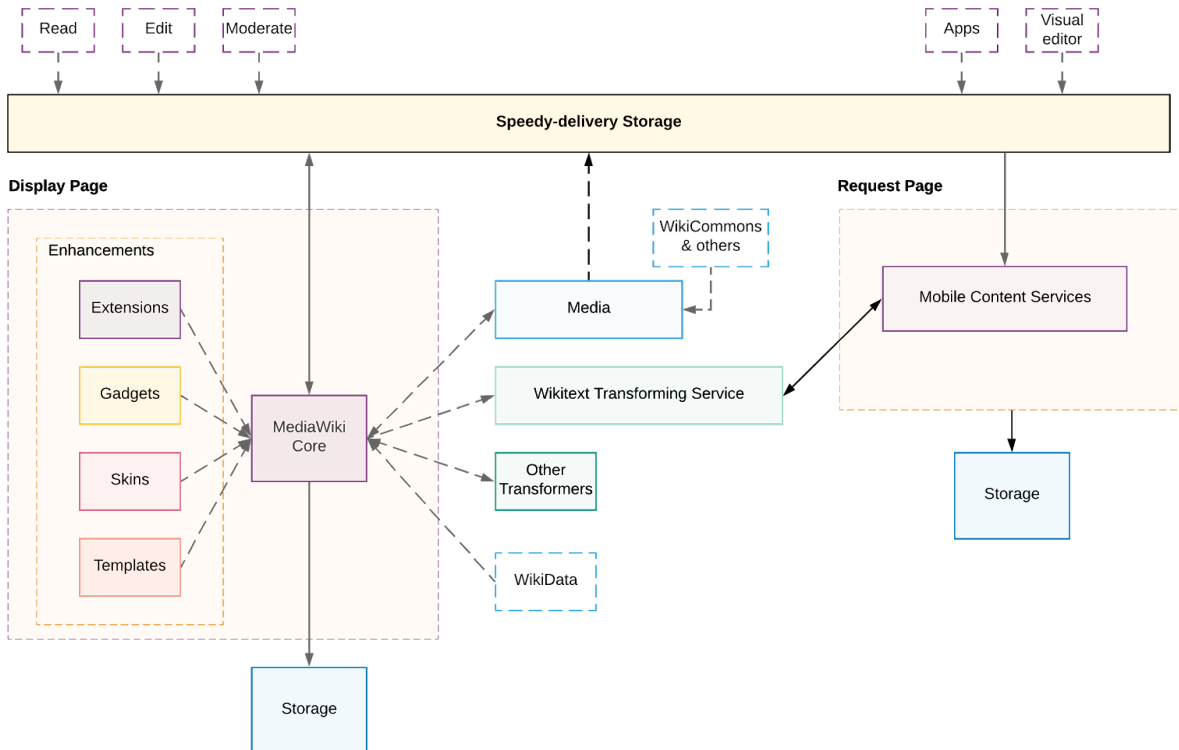 Read
Edit
Moderate
Apps
Visual
editor
Speedy-delivery Storage
Display Page
Request Page
WikiCommons
& others
Enhancements
Extensions
Media
Mobile Content Services
Gadgets
Wikitext Transforming Service
MediaWiki
Core
Skins
Other
Transformers
Storage
Templates
WikiData
Storage